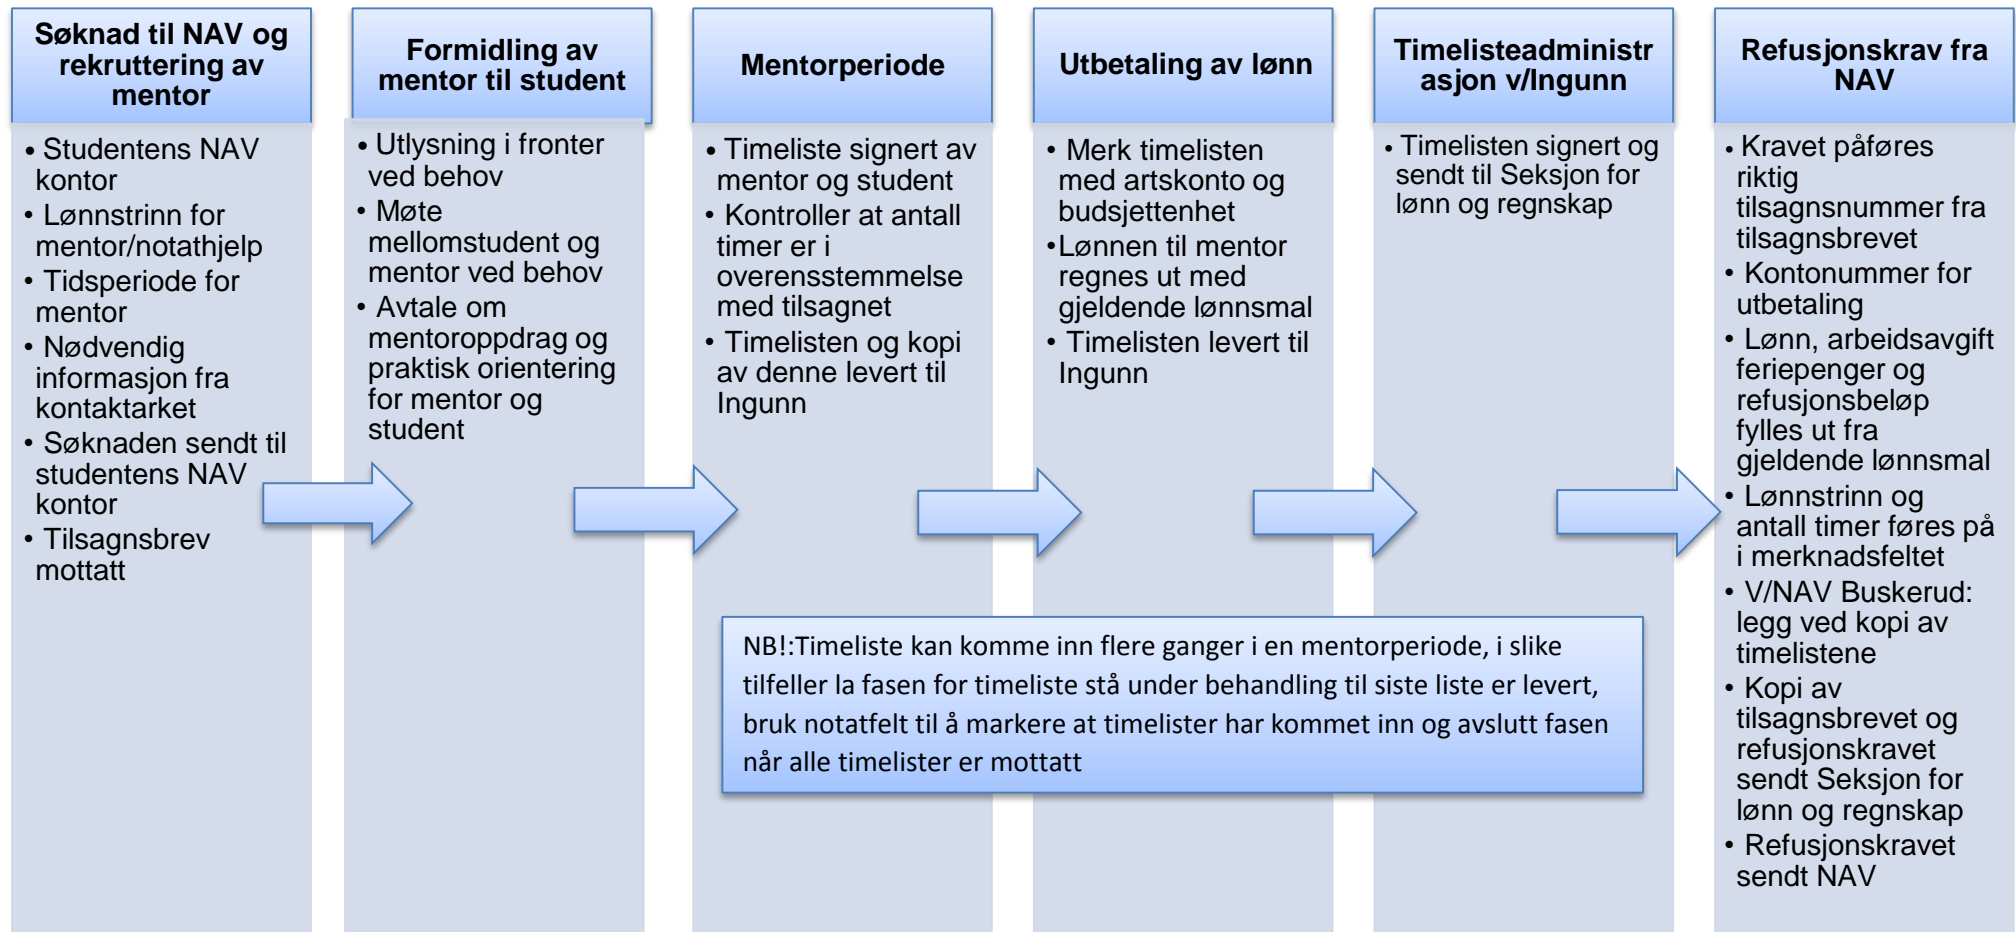 Søknad til NAV og
rekruttering av
mentor
• Studentens NAV
kontor
• Lønnstrinn for
mentor/notathjelp
• Tidsperiode for
mentor
• Nødvendig
informasjon fra
kontaktarket
• Søknaden sendt til
studentens NAV
kontor
• Tilsagnsbrev
mottatt
Formidling av
mentor til student
• Utlysning i fronter
ved behov
• Møte
mellomstudent og
mentor ved behov
• Avtale om
mentoroppdrag og
praktisk orientering
for mentor og
student
Mentorperiode
• Timeliste signert av
mentor og student
• Kontroller at antall
timer er i
overensstemmelse
med tilsagnet
• Timelisten og kopi
av denne levert til
Ingunn
Utbetaling av lønn
• Merk timelisten
med artskonto og
budsjettenhet
•Lønnen til mentor
regnes ut med
gjeldende lønnsmal
• Timelisten levert til
Ingunn
Timelisteadministr
asjon v/Ingunn
• Timelisten signert og
sendt til Seksjon for
lønn og regnskap
Refusjonskrav fra
NAV
• Kravet påføres
riktig
tilsagnsnummer fra
tilsagnsbrevet
• Kontonummer for
utbetaling
• Lønn, arbeidsavgift
feriepenger og
refusjonsbeløp
fylles ut fra
gjeldende lønnsmal
• Lønnstrinn og
antall timer føres på
i merknadsfeltet
• V/NAV Buskerud:
legg ved kopi av
timelistene
• Kopi av
tilsagnsbrevet og
refusjonskravet
sendt Seksjon for
lønn og regnskap
• Refusjonskravet
sendt NAV
NB!:Timeliste kan komme inn flere ganger i en mentorperiode, i slike
tilfeller la fasen for timeliste stå under behandling til siste liste er levert,
bruk notatfelt til å markere at timelister har kommet inn og avslutt fasen
når alle timelister er mottatt